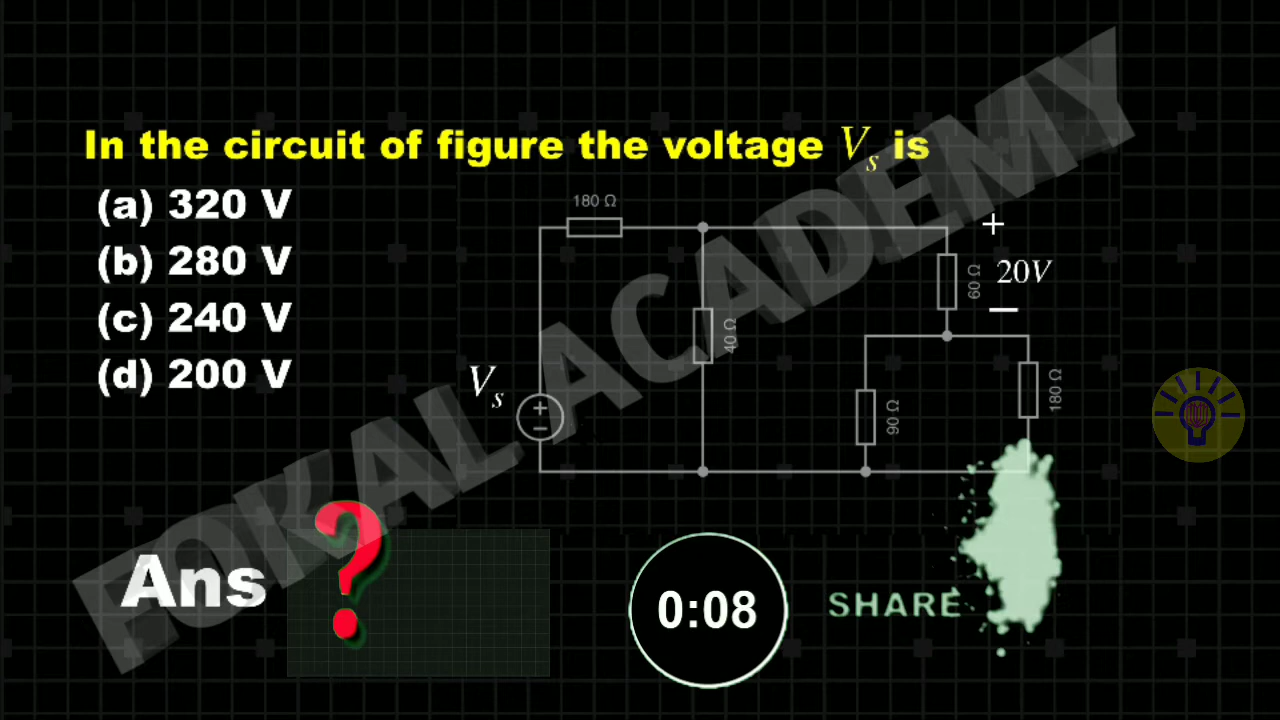 In the circuit of figure the voltage Vs is
(a) 320 V
(b) 280 V
(c) 240 V
(d) 200 V
180 Ω
+
60 Ω
20V
−
40 Ω
Vs
+
−
90 Ω
180 Ω
FOKAL ACADEMY
Ans ?
0:08
SHARE